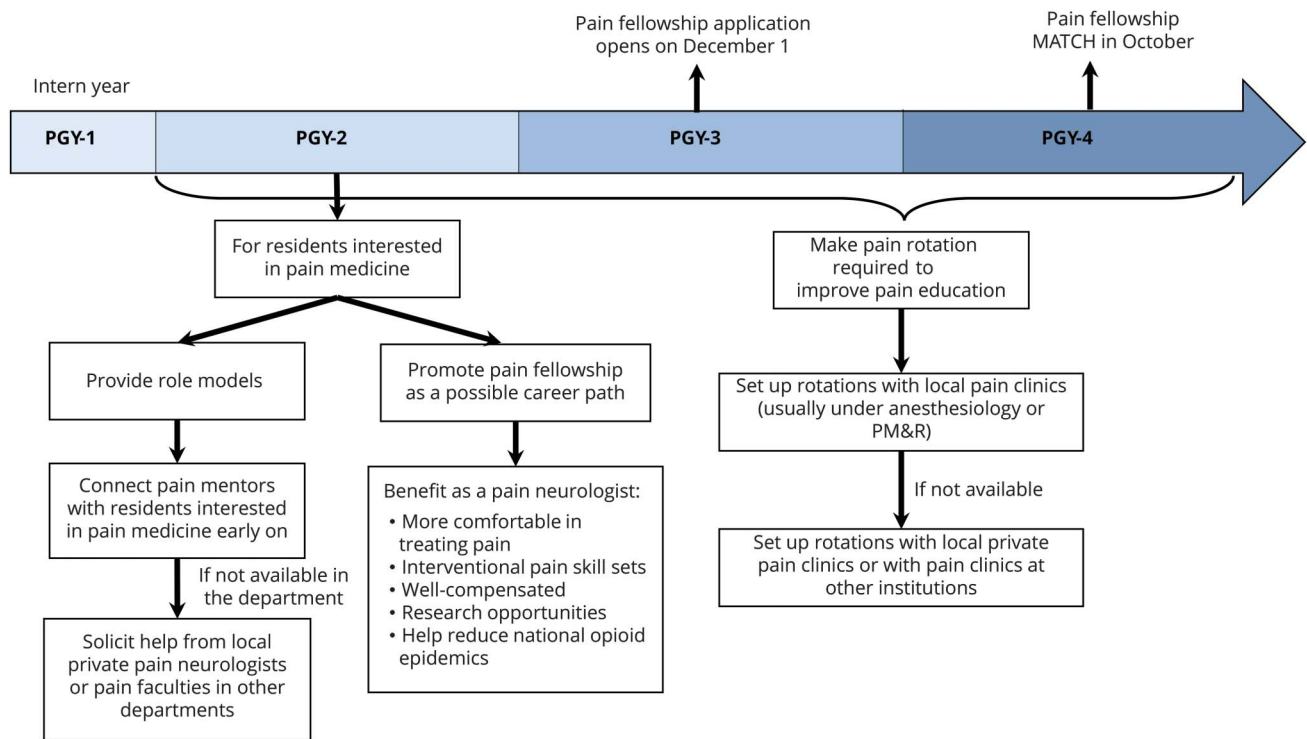 Pain fellowship application
opens on December 1
Pain fellowship
MATCH in October
Intern year
PGY-1
PGY-2
PGY-3
PGY-4
For residents interested
in pain medicine
Make pain rotation
required to
improve pain education
Provide role models
Promote pain fellowship
as a possible career path
Set up rotations with local pain clinics
(usually under anesthesiology or
PM&R)
Connect pain mentors
with residents interested
in pain medicine early on
Benefit as a pain neurologist:
• More comfortable in
treating pain
• Interventional pain skill sets
• Well-compensated
• Research opportunities
• Help reduce national opioid
epidemics
If not available
Set up rotations with local private
pain clinics or with pain clinics at
other institutions
If not available in
the department
Solicit help from local
private pain neurologists
or pain faculties in other
departments